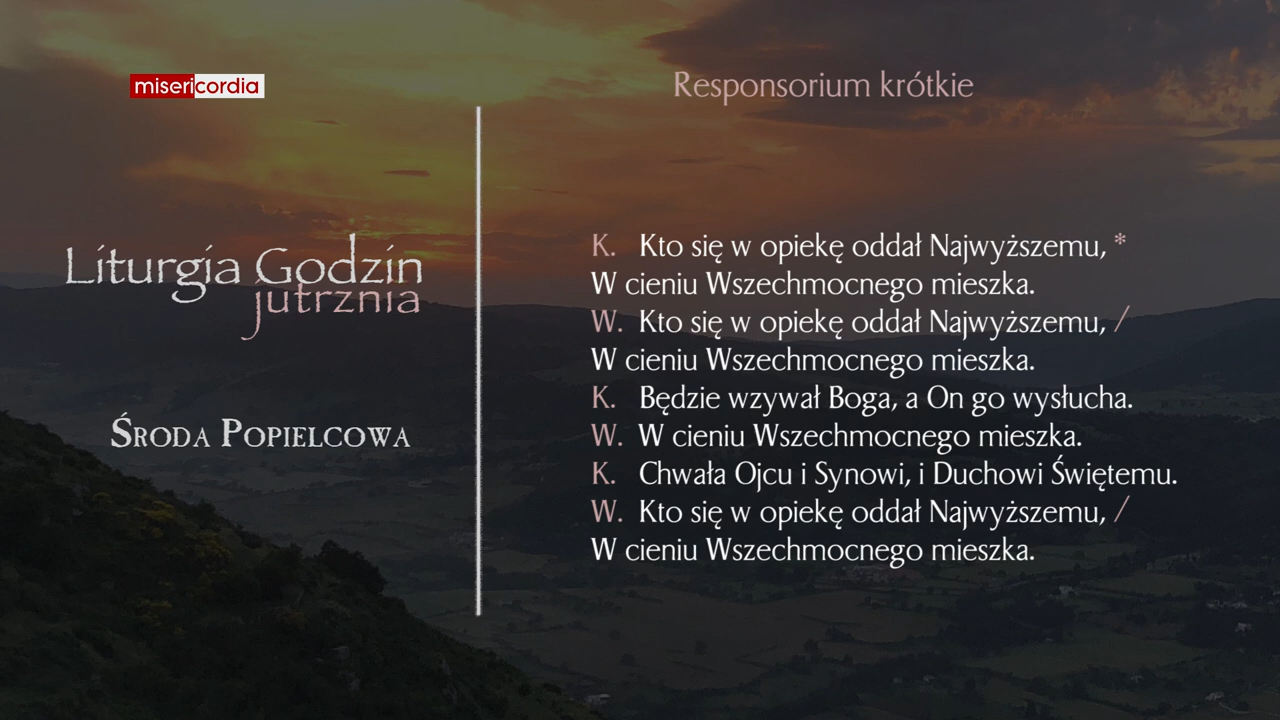 misericordia
Responsorium krótkie
Liturgia Godzin
jutrznia
Środa Popielcowa
K. Kto się w opiekę oddał Najwyższemu, *
W cieniu Wszechmocnego mieszka.
W. Kto się w opiekę oddał Najwyższemu, /
W cieniu Wszechmocnego mieszka.
K. Będzie wzywał Boga, a On go wysłucha.
W. W cieniu Wszechmocnego mieszka.
K. Chwała Ojcu i Synowi, i Duchowi Świętemu.
W. Kto się w opiekę oddał Najwyższemu, /
W cieniu Wszechmocnego mieszka.